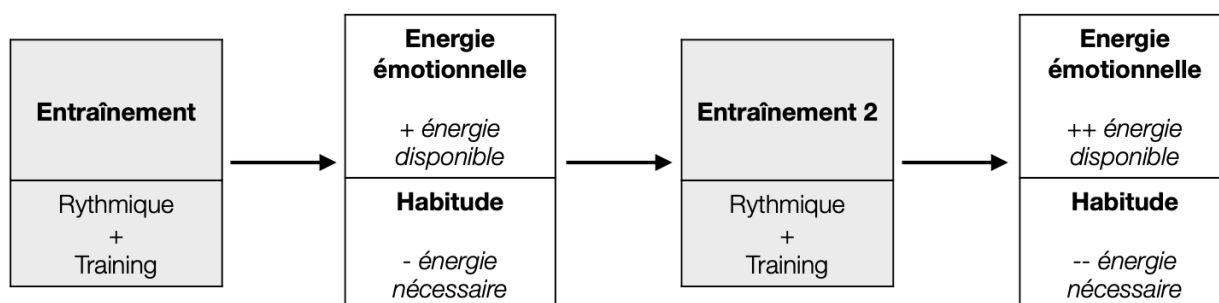 Entraînement
Rythmique
+
Training
Energie
émotionnelle
+ énergie
disponible
Habitude
- énergie
nécessaire
Entraînement 2
Rythmique
+
Training
Energie
émotionnelle
++ énergie
disponible
Habitude
-- énergie
nécessaire